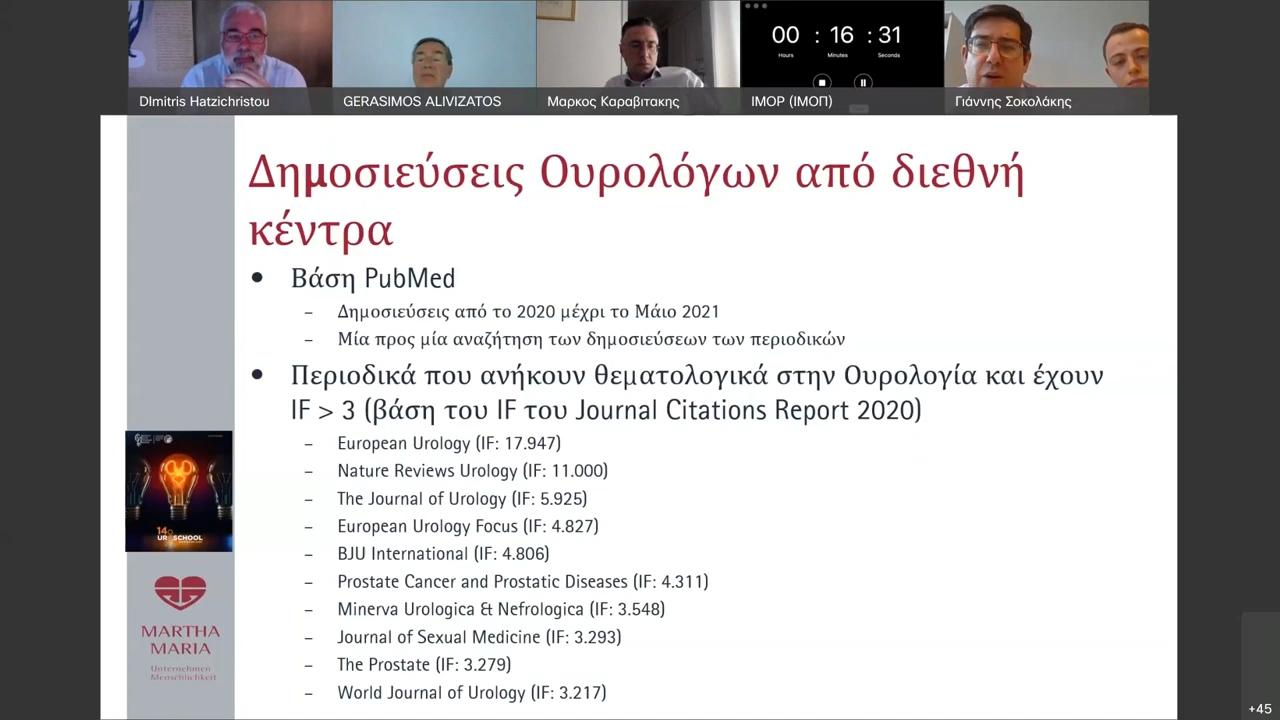 00 : 16 : 31
Hours Minutes Seconds
DImitris Hatzichristou
GERASIMOS ALIVIZATOS
Μαρκος Καραβιτακης
IMOP (ΙΜΟΠ)
Γιάννης Σοκολάκης
Δημοσιεύσεις Ουρολόγων από διεθνή
κέντρα
• Βάση PubMed
– Δημοσιεύσεις από το 2020 μέχρι το Μάιο 2021
– Μία προς μία αναζήτηση των δημοσιεύσεων των περιοδικών
• Περιοδικά που ανήκουν θεματολογικά στην Ουρολογία και έχουν
IF > 3 (βάση του IF του Journal Citations Report 2020)
– European Urology (IF: 17.947)
– Nature Reviews Urology (IF: 11.000)
– The Journal of Urology (IF: 5.925)
– European Urology Focus (IF: 4.827)
– BJU International (IF: 4.806)
– Prostate Cancer and Prostatic Diseases (IF: 4.311)
– Minerva Urologica & Nefrologica (IF: 3.548)
– Journal of Sexual Medicine (IF: 3.293)
– The Prostate (IF: 3.279)
– World Journal of Urology (IF: 3.217)
14o
UROSCHOOL
MARTHA
MARIA
Unternehmen
Menschlichkeit
+45